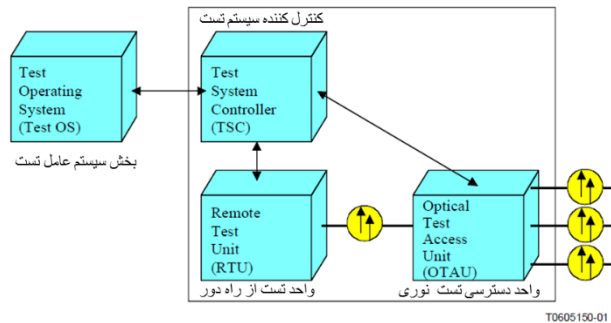 کنترل کننده سیستم تست
Test
Operating
System
(Test OS)
Test
System
Controller
(TSC)
بخش سیستم عامل تست
Remote
Test
Unit
(RTU)
Optical
Test
Access
Unit
(OTAU)
واحد تست از راه دور
واحد دسترسی تست نوری
T0605150-01